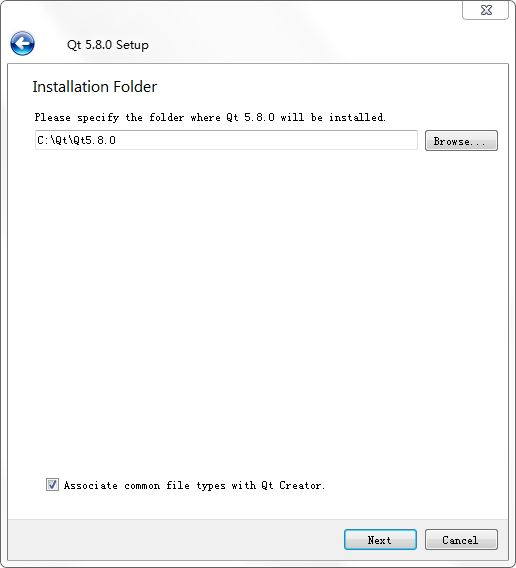 Qt 5.8.0 Setup
Installation Folder
Please specify the folder where Qt 5.8.0 will be installed.
C:\Qt\Qt5.8.0
Browse...
Associate common file types with Qt Creator.
Next
Cancel